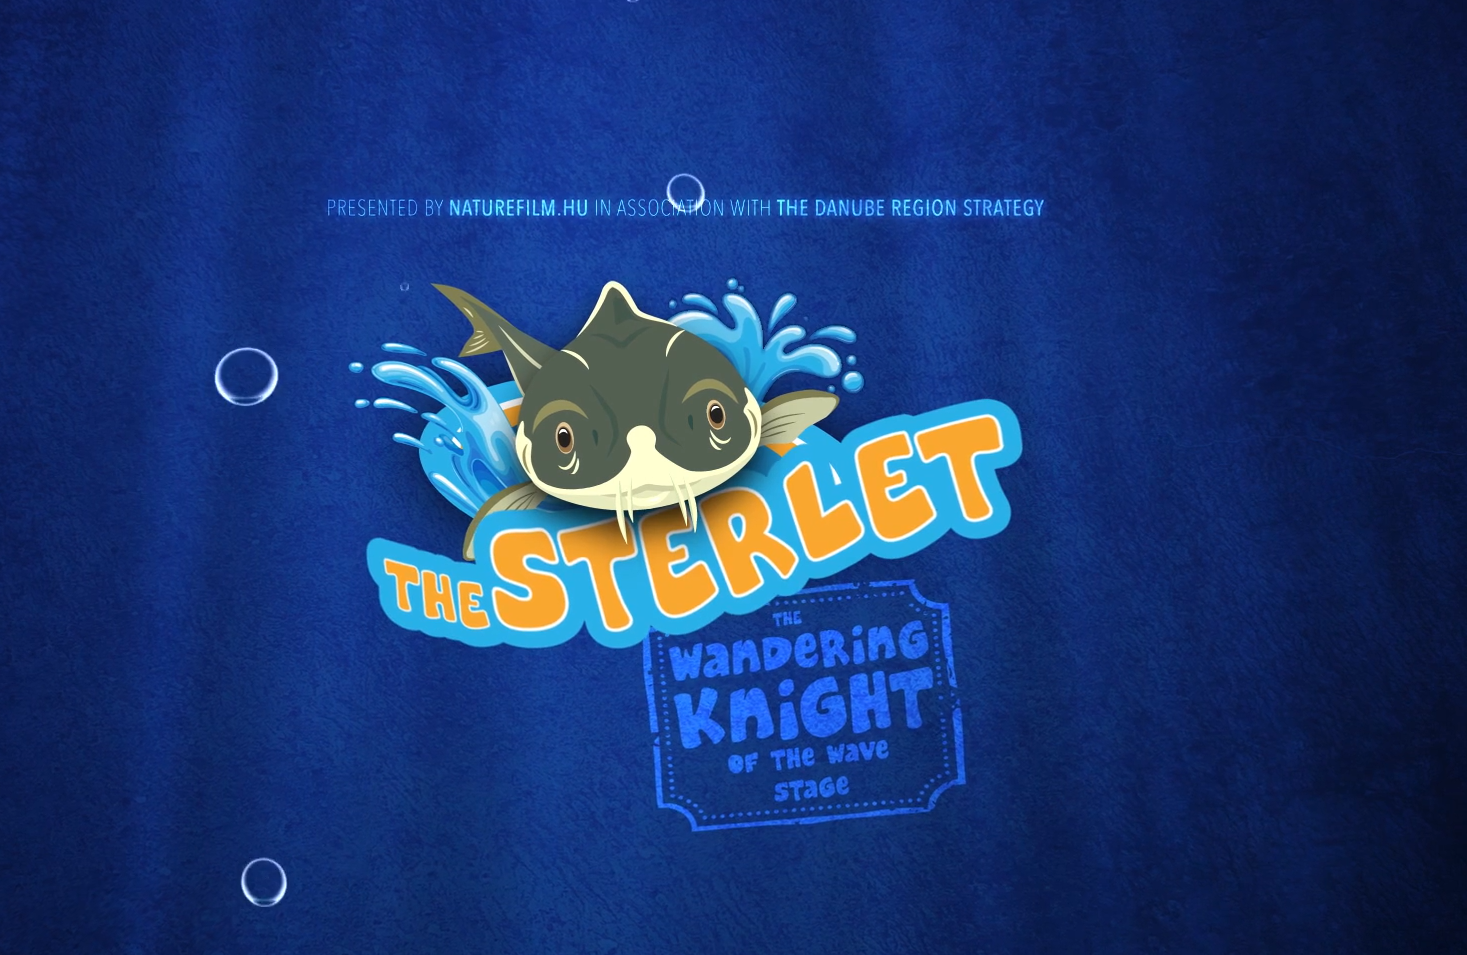 PRESENTED BY NATUREFILM.HU IN ASSOCIATION WITH THE DANUBE REGION STRATEGY
THE STERLET
THE
WANDERING
KNIGHT
OF THE WAVE
STAGE